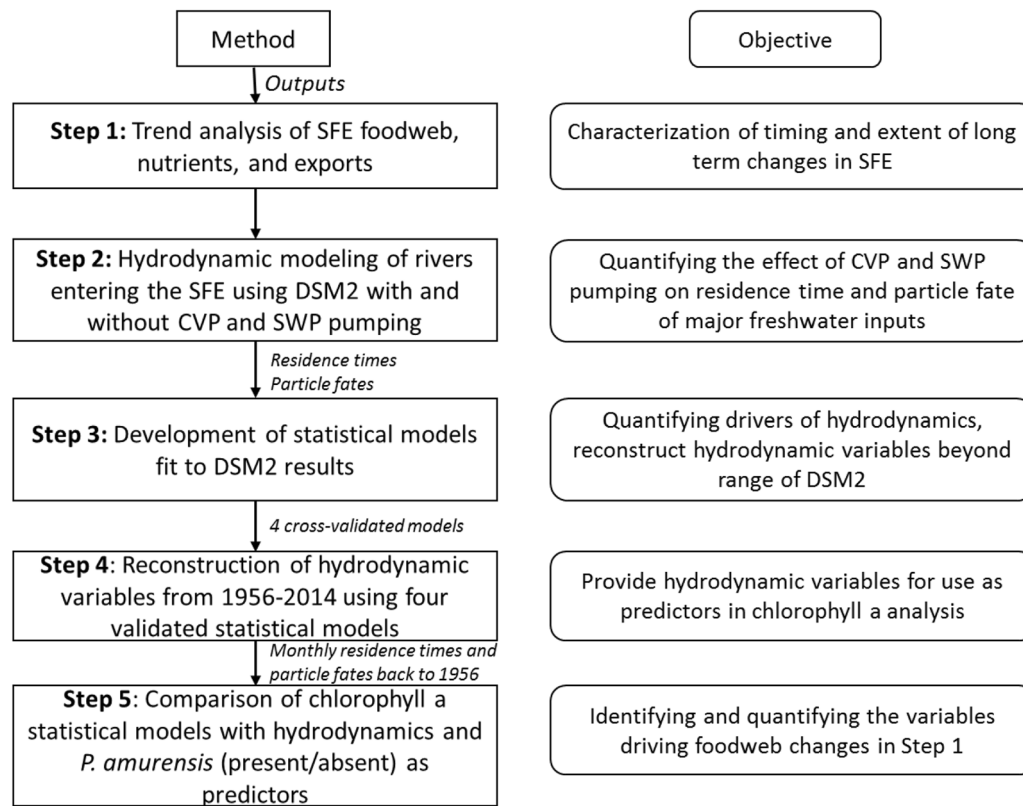 Method
Objective
Outputs
Step 1: Trend analysis of SFE foodweb,
nutrients, and exports
Characterization of timing and extent of long
term changes in SFE
Step 2: Hydrodynamic modeling of rivers
entering the SFE using DSM2 with and
without CVP and SWP pumping
Quantifying the effect of CVP and SWP
pumping on residence time and particle fate
of major freshwater inputs
Residence times
Particle fates
Step 3: Development of statistical models
fit to DSM2 results
Quantifying drivers of hydrodynamics,
reconstruct hydrodynamic variables beyond
range of DSM2
4 cross-validated models
Step 4: Reconstruction of hydrodynamic
variables from 1956-2014 using four
validated statistical models
Provide hydrodynamic variables for use as
predictors in chlorophyll a analysis
Monthly residence times and
particle fates back to 1956
Step 5: Comparison of chlorophyll a
statistical models with hydrodynamics and
P. amurensis (present/absent) as
predictors
Identifying and quantifying the variables
driving foodweb changes in Step 1